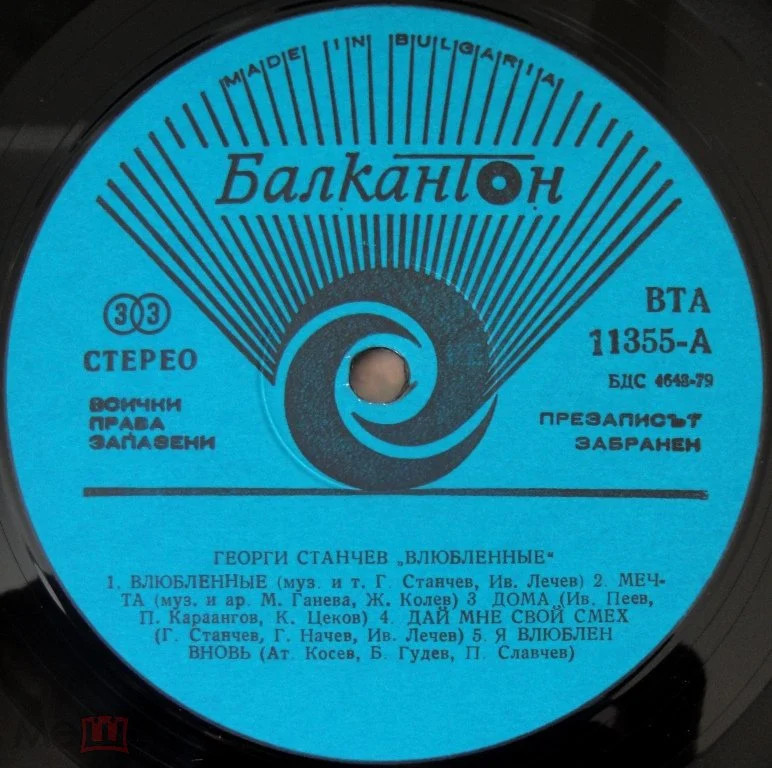 MADE IN BULGARIA
Балкантон
33
СТЕРЕО
ВТА
11355-А
БДС 4648-79
ВСИЧКИ
ПРАВА
ЗАПАЗЕНИ
ПРЕЗАПИСЪТ
ЗАБРАНЕН
ГЕОРГИ СТАНЧЕВ „ВЛЮБЛЕННЫЕ“
1. ВЛЮБЛЕННЫЕ (муз. и т. Г. Станчев, Ив. Лечев) 2. МЕЧ-
ТА (муз. и ар. М. Ганева, Ж. Колев) 3 ДОМА (Ив. Пеев,
П. Караангов, К. Цеков) 4. ДАЙ МНЕ СВОЙ СМЕХ
(Г. Станчев, Г. Начев, Ив. Лечев) 5. Я ВЛЮБЛЕН
ВНОВЬ (Ат. Косев, Б. Гудев, П. Славчев)